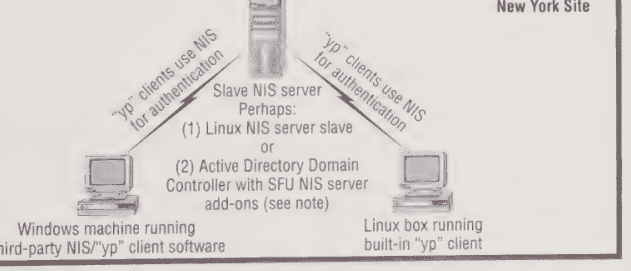 New York Site
"yp" clients use NIS
for authentication
"yp" clients use NIS
for authentication
Slave NIS server
Perhaps:
(1) Linux NIS server slave
or
(2) Active Directory Domain
Controller with SFU NIS server
add-ons (see note)
Windows machine running
hird-party NIS/"yp" client software
Linux box running
built-in "yp" client